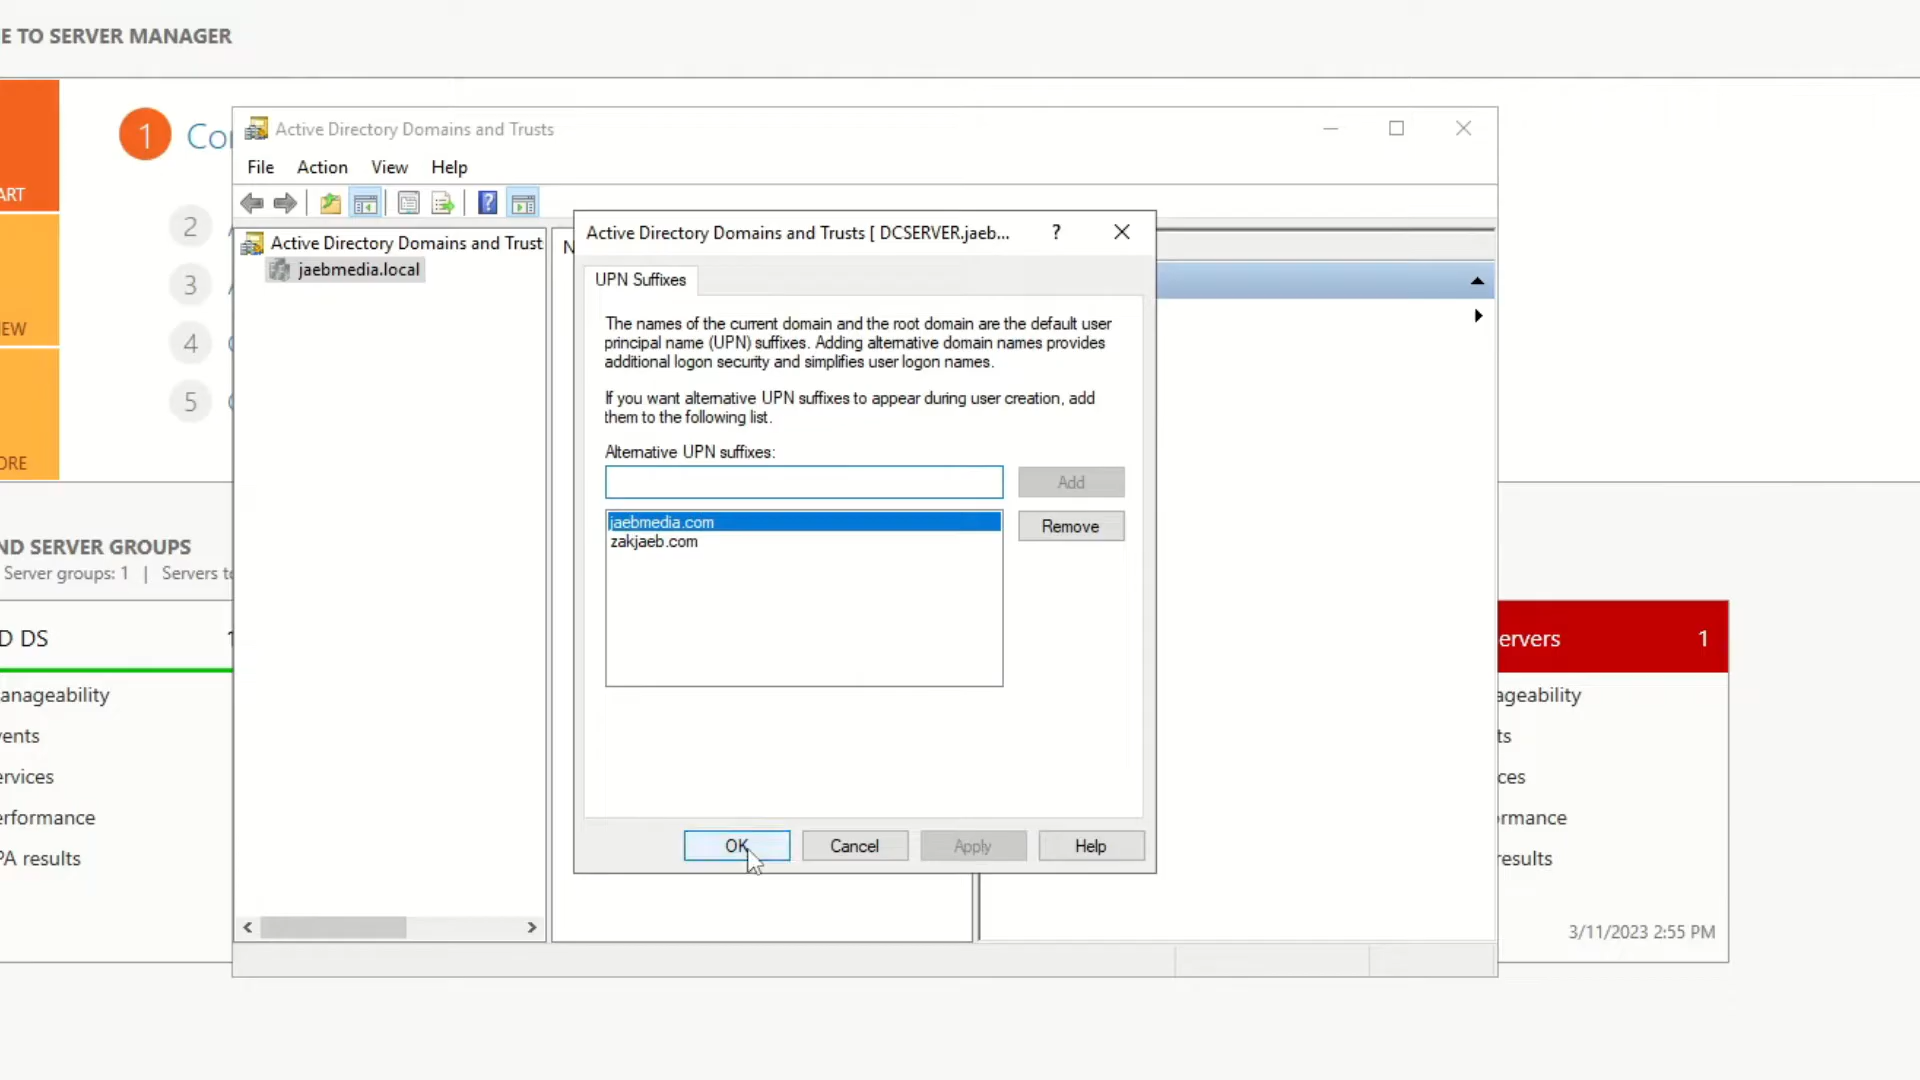 E TO SERVER MANAGER
ART
EW
ORE
1 Co
2
3
4
5
Active Directory Domains and Trusts
File Action View Help
Active Directory Domains and Trust
jaebmedia.local
N
Active Directory Domains and Trusts [ DCSERVER.jaeb...
UPN Suffixes
The names of the current domain and the root domain are the default user
principal name (UPN) suffixes. Adding alternative domain names provides
additional logon security and simplifies user logon names.
If you want alternative UPN suffixes to appear during user creation, add
them to the following list.
Alternative UPN suffixes:
Add
jaebmedia.com
Remove
zakjaeb.com
OK Cancel Apply Help
ND SERVER GROUPS
Server groups: 1 | Servers to
D DS 1
anageability
vents
ervices
erformance
PA results
ervers 1
ageability
ts
ces
rmance
results
3/11/2023 2:55 PM